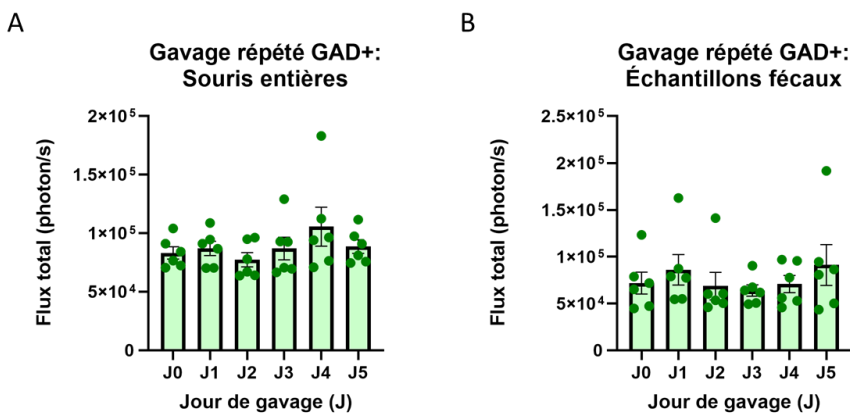 A
Gavage répété GAD+:
Souris entières
Flux total (photon/s)
2×10⁵
1.5×10⁵
1×10⁵
5×10⁴
0
J0 J1 J2 J3 J4 J5
Jour de gavage (J)
B
Gavage répété GAD+:
Échantillons fécaux
Flux total (photon/s)
2.5×10⁵
2×10⁵
1.5×10⁵
1×10⁵
5×10⁴
0
J0 J1 J2 J3 J4 J5
Jour de gavage (J)